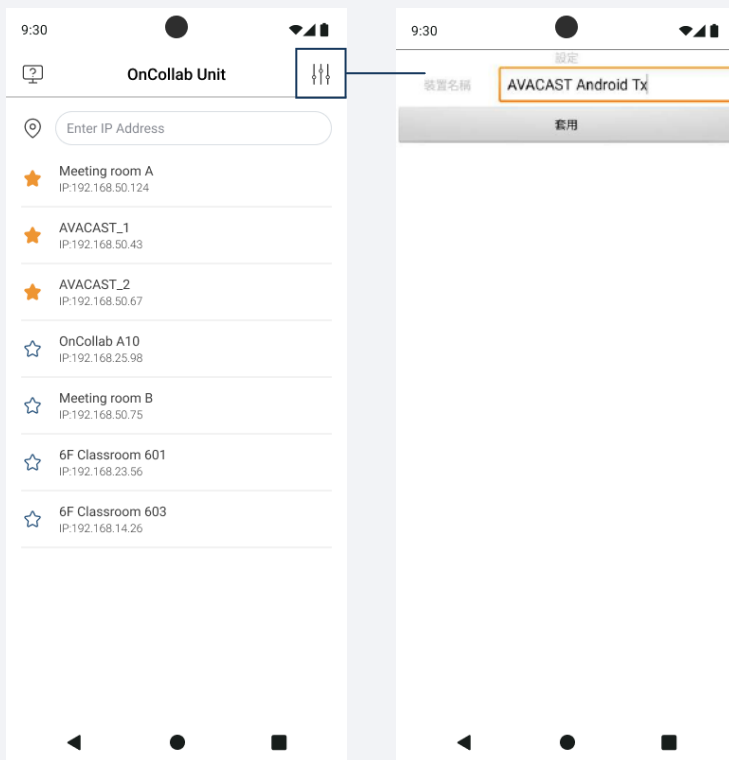 9:30
OnCollab Unit
Enter IP Address
Meeting room A
IP:192.168.50.124
AVACAST_1
IP:192.168.50.43
AVACAST_2
IP:192.168.50.67
OnCollab A10
IP:192.168.25.98
Meeting room B
IP:192.168.50.75
6F Classroom 601
IP:192.168.23.56
6F Classroom 603
IP:192.168.14.26
9:30
設定
裝置名稱
AVACAST Android Tx
套用